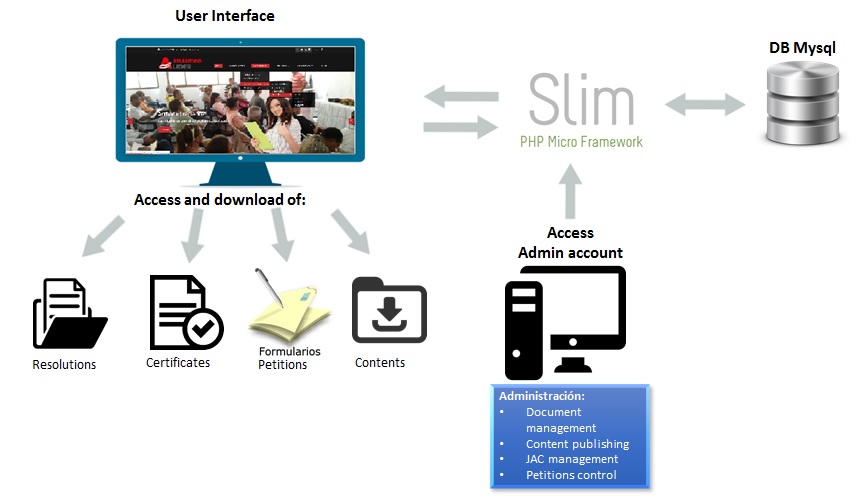 User Interface
DB Mysql
Slim
PHP Micro Framework
Access and download of:
Access
Admin account
Resolutions
Certificates
Formularios
Petitions
Contents
Administración:
• Document
management
• Content publishing
• JAC management
• Petitions control